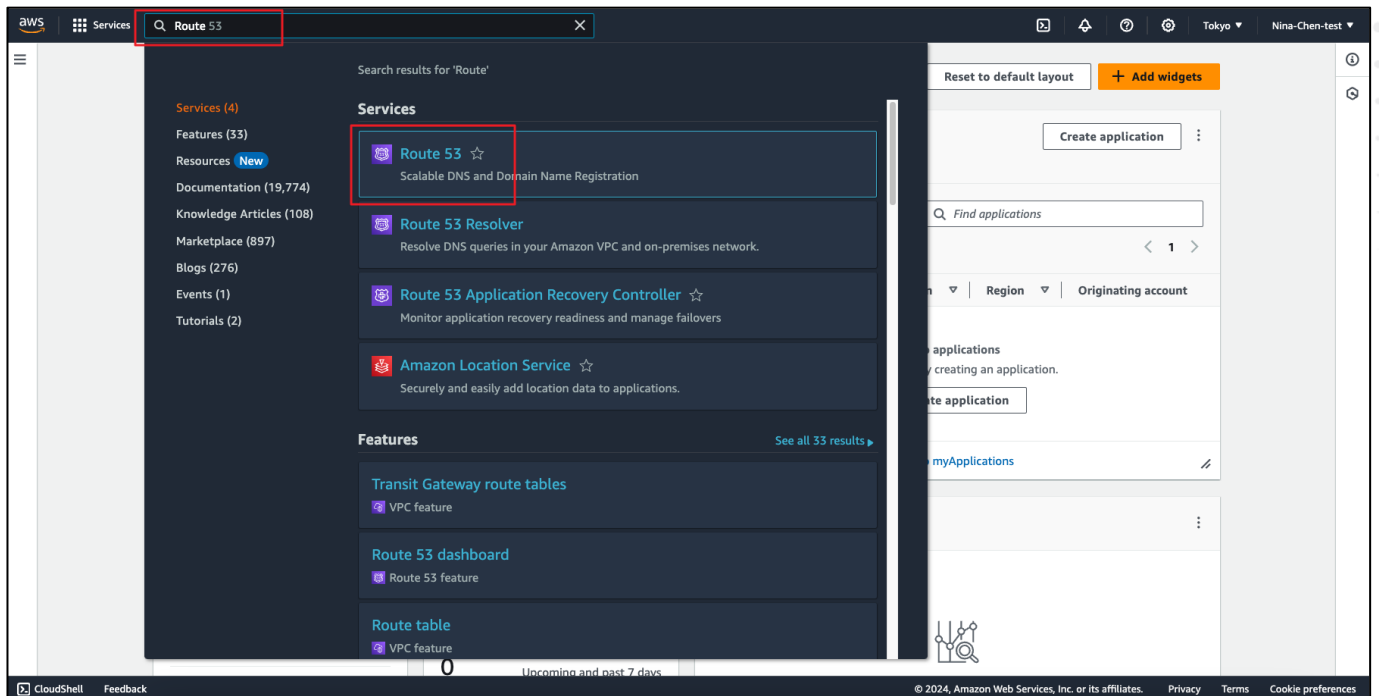 aws
Services
Route 53
Tokyo ▼
Nina-Chen-test ▼
Search results for 'Route'
Services (4)
Features (33)
Resources New
Documentation (19,774)
Knowledge Articles (108)
Marketplace (897)
Blogs (276)
Events (1)
Tutorials (2)
Services
Route 53
Scalable DNS and Domain Name Registration
Route 53 Resolver
Resolve DNS queries in your Amazon VPC and on-premises network.
Route 53 Application Recovery Controller
Monitor application recovery readiness and manage failovers
Amazon Location Service
Securely and easily add location data to applications.
Features
See all 33 results
Transit Gateway route tables
VPC feature
Route 53 dashboard
Route 53 feature
Route table
VPC feature
Reset to default layout
+ Add widgets
Create application
Find applications
1
Region
Originating account
applications
creating an application.
application
myApplications
0
Upcoming and past 7 days
CloudShell
Feedback
© 2024, Amazon Web Services, Inc. or its affiliates.
Privacy
Terms
Cookie preferences